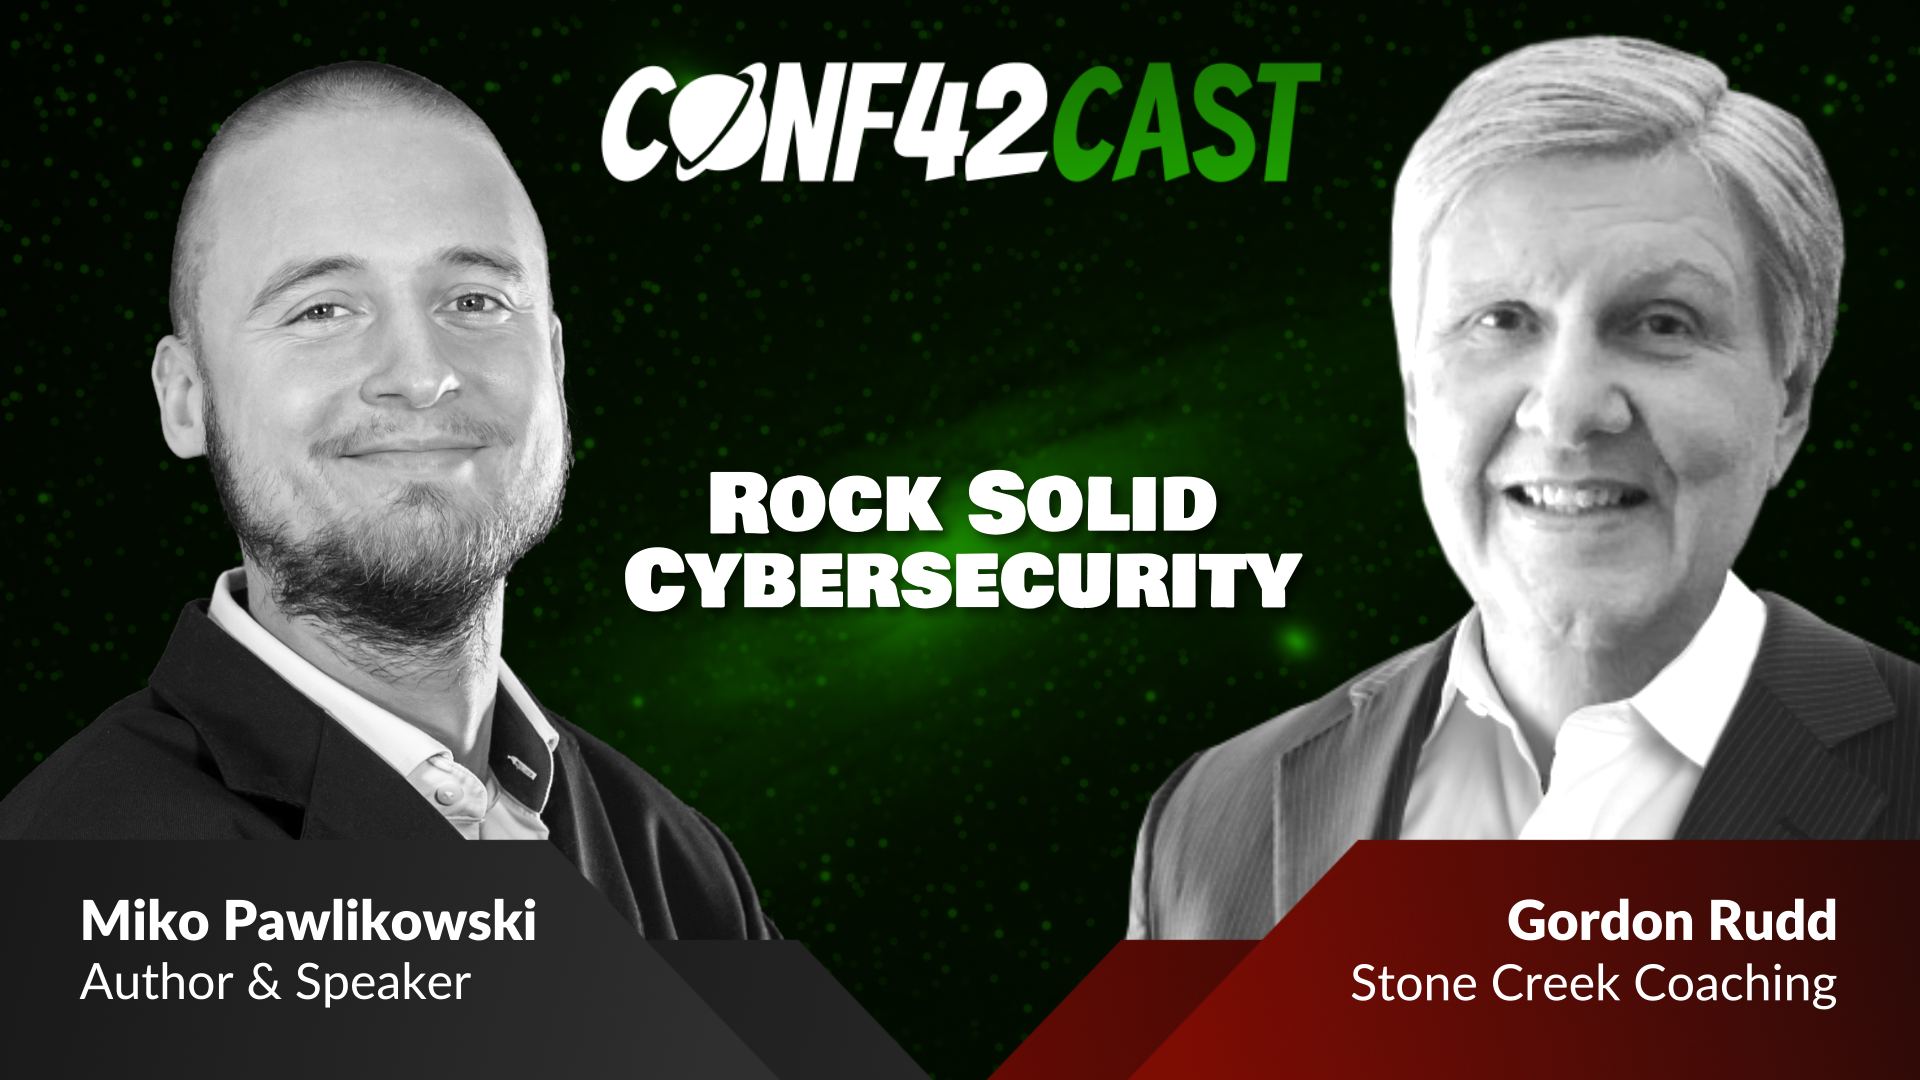 CONF42CAST
Rock Solid
Cybersecurity
Miko Pawlikowski
Author & Speaker
Gordon Rudd
Stone Creek Coaching